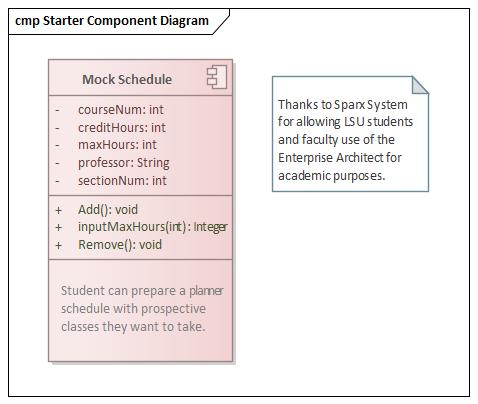 cmp Starter Component Diagram
Mock Schedule
- courseNum: int
- creditHours: int
- maxHours: int
- professor: String
- sectionNum: int
+ Add(): void
+ inputMaxHours(int): Integer
+ Remove(): void
Student can prepare a planner
schedule with prospective
classes they want to take.
Thanks to Sparx System
for allowing LSU students
and faculty use of the
Enterprise Architect for
academic purposes.